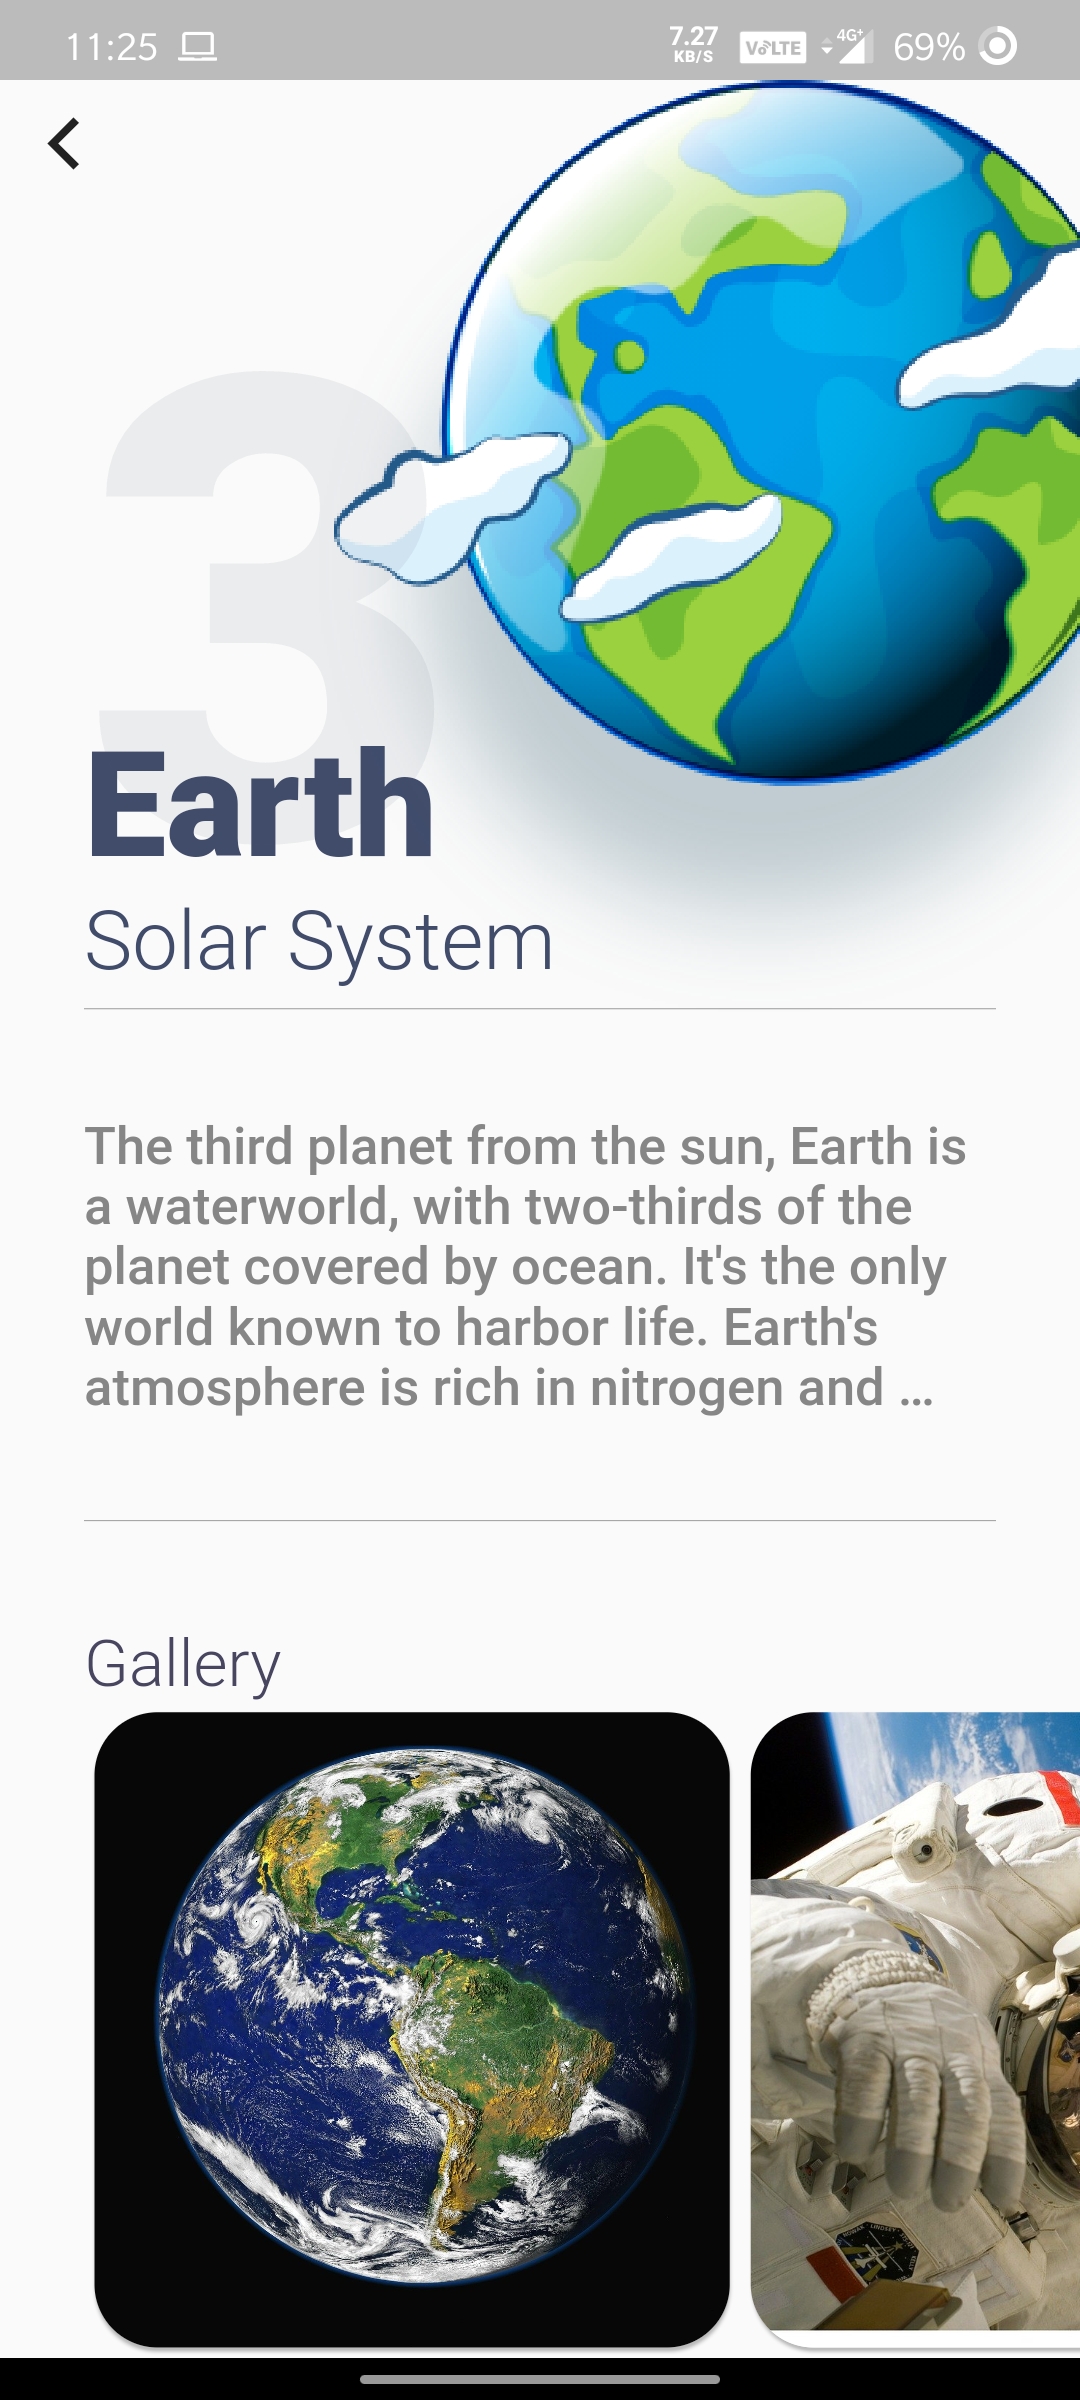 11:25
7.27
KB/S
VoLTE
4G+
69%
3
Earth
Solar System
The third planet from the sun, Earth is
a waterworld, with two-thirds of the
planet covered by ocean. It's the only
world known to harbor life. Earth's
atmosphere is rich in nitrogen and ...
Gallery
NOWAK LINDSEY